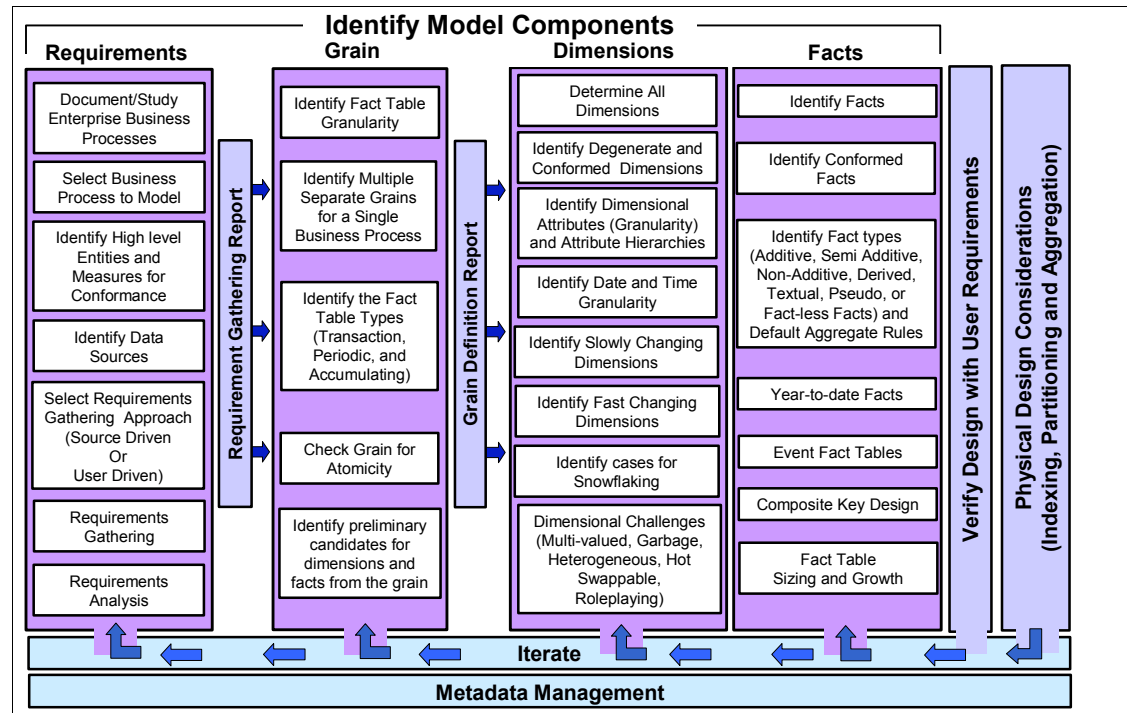 Identify Model Components
Requirements
Grain
Dimensions
Facts
Document/Study
Enterprise Business
Processes
Select Business
Process to Model
Identify High level
Entities and
Measures for
Conformance
Identify Data
Sources
Select Requirements
Gathering Approach
(Source Driven
Or
User Driven)
Requirements
Gathering
Requirements
Analysis
Requirement Gathering Report
Identify Fact Table
Granularity
Identify Multiple
Separate Grains
for a Single
Business Process
Identify the Fact
Table Types
(Transaction,
Periodic, and
Accumulating)
Check Grain for
Atomicity
Identify preliminary
candidates for
dimensions and
facts from the grain
Grain Definition Report
Determine All
Dimensions
Identify Degenerate and
Conformed Dimensions
Identify Dimensional
Attributes (Granularity)
and Attribute Hierarchies
Identify Date and Time
Granularity
Identify Slowly Changing
Dimensions
Identify Fast Changing
Dimensions
Identify cases for
Snowflaking
Dimensional Challenges
(Multi-valued, Garbage,
Heterogeneous, Hot
Swappable,
Roleplaying)
Identify Facts
Identify Conformed
Facts
Identify Fact types
(Additive, Semi Additive,
Non-Additive, Derived,
Textual, Pseudo, or
Fact-less Facts) and
Default Aggregate Rules
Year-to-date Facts
Event Fact Tables
Composite Key Design
Fact Table
Sizing and Growth
Verify Design with User Requirements
Physical Design Considerations
(Indexing, Partitioning and Aggregation)
Iterate
Metadata Management